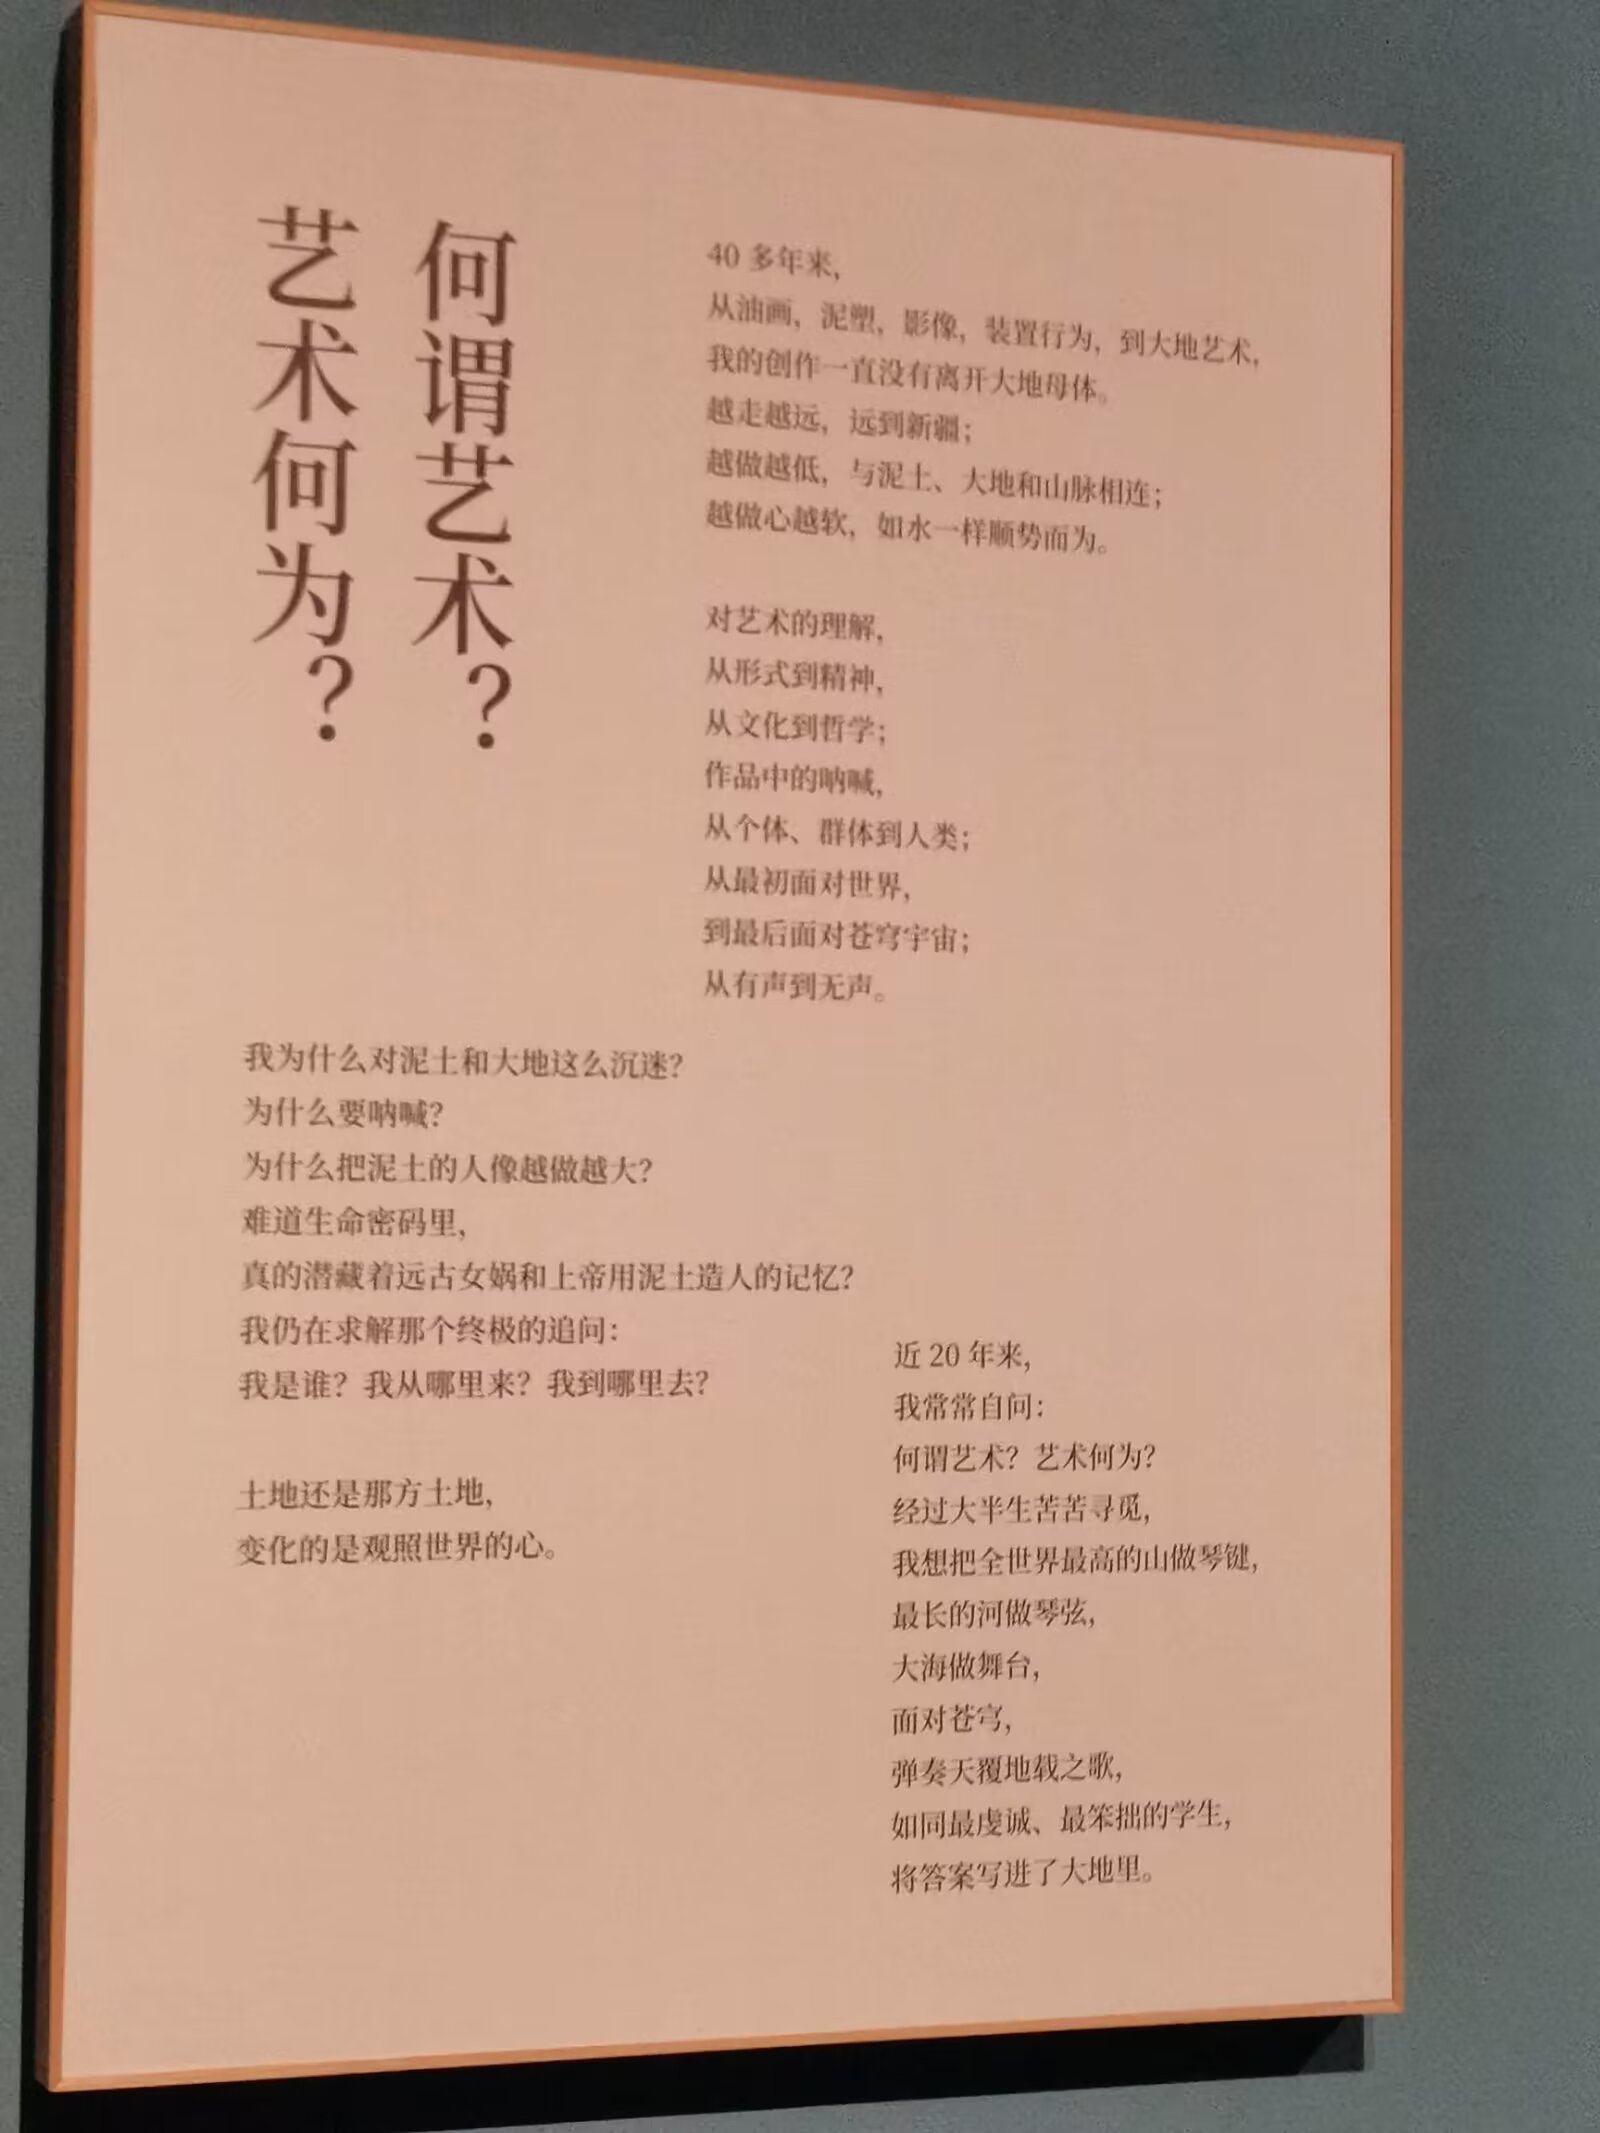 何谓艺术？
艺术何为？
40 多年来，
从油画，泥塑，影像，装置行为，到大地艺术，
我的创作一直没有离开大地母体。
越走越远，远到新疆；
越做越低，与泥土、大地和山脉相连；
越做心越软，如水一样顺势而为。
对艺术的理解，
从形式到精神，
从文化到哲学；
作品中的呐喊，
从个体、群体到人类；
从最初面对世界，
到最后面对苍穹宇宙；
从有声到无声。
我为什么对泥土和大地这么沉迷？
为什么要呐喊？
为什么把泥土的人像越做越大？
难道生命密码里，
真的潜藏着远古女娲和上帝用泥土造人的记忆？
我仍在求解那个终极的追问：
我是谁？我从哪里来？我到哪里去？
土地还是那方土地，
变化的是观照世界的心。
近 20 年来，
我常常自问：
何谓艺术？艺术何为？
经过大半生苦苦寻觅，
我想把全世界最高的山做琴键，
最长的河做琴弦，
大海做舞台，
面对苍穹，
弹奏天覆地载之歌，
如同最虔诚、最笨拙的学生，
将答案写进了大地里。